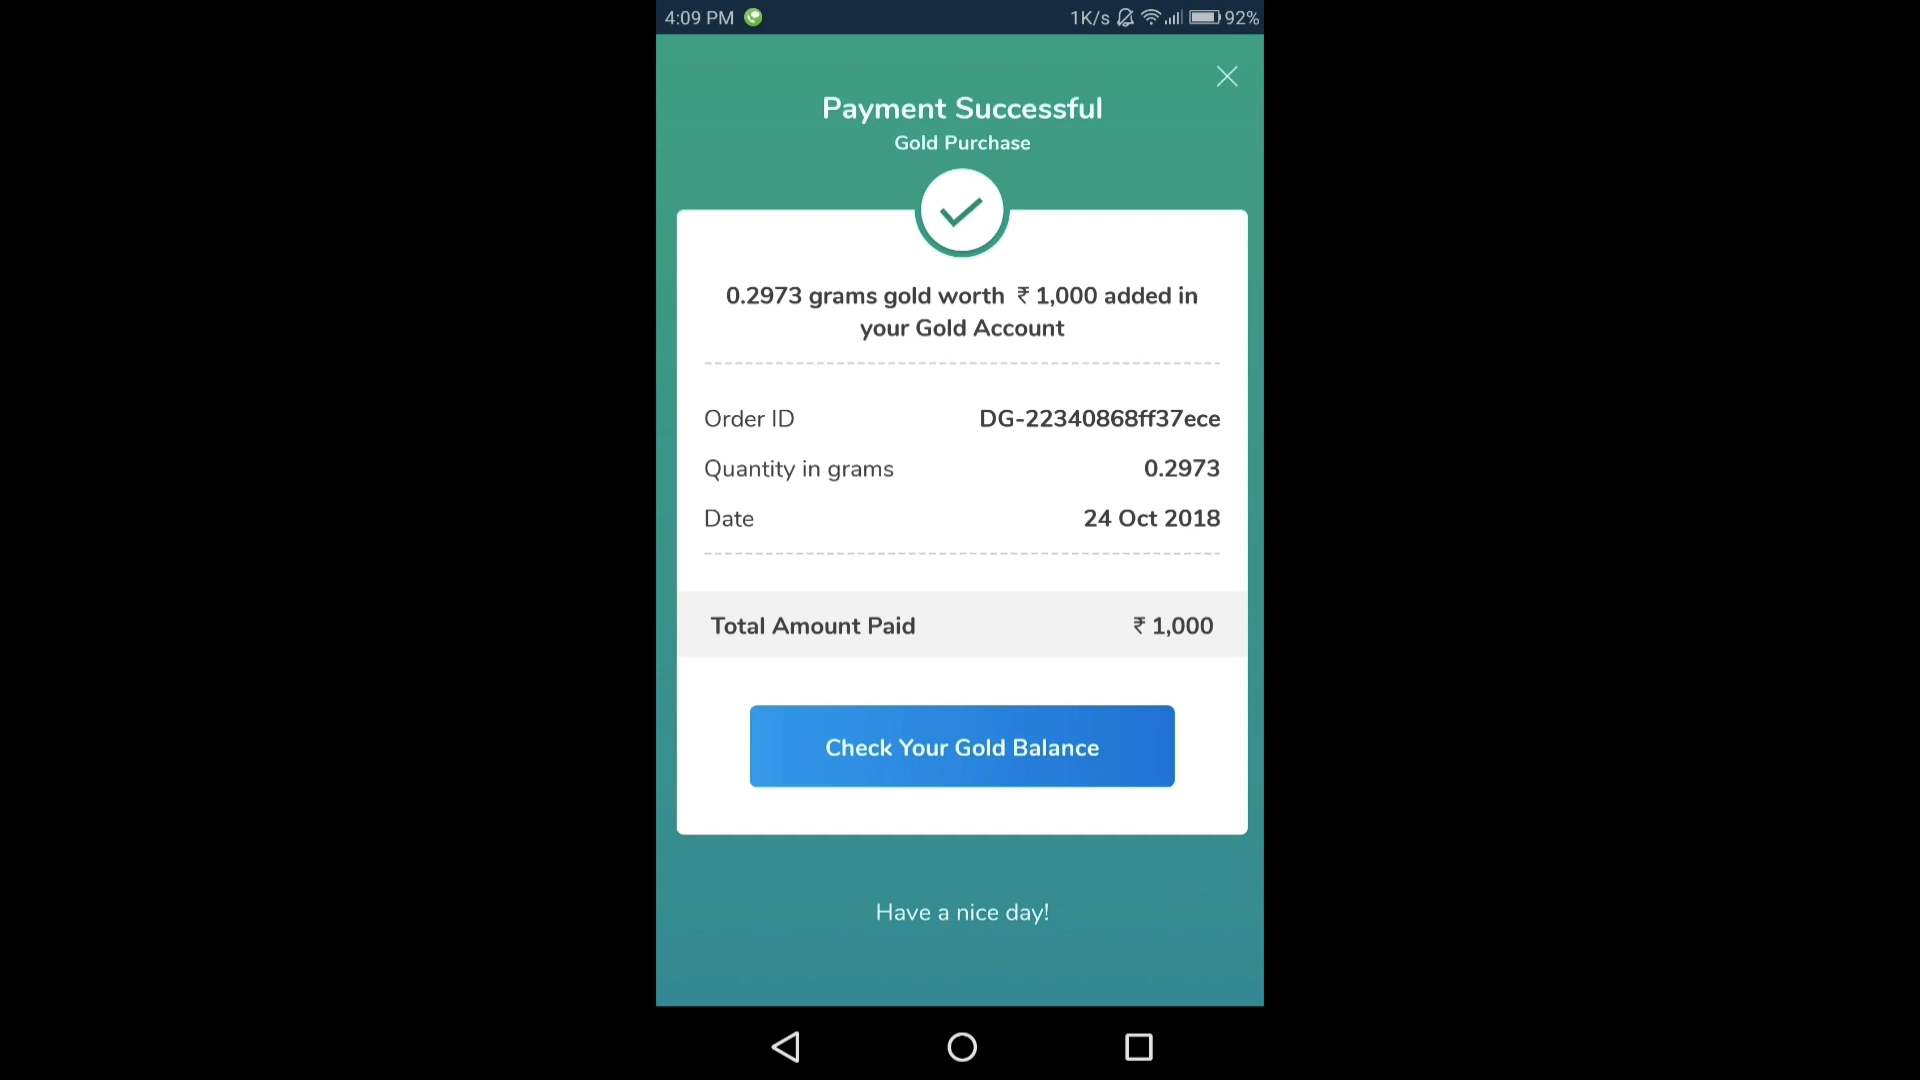 4:09 PM 1K/s 92%
Payment Successful
Gold Purchase
0.2973 grams gold worth ₹ 1,000 added in
your Gold Account
Order ID DG-22340868ff37ece
Quantity in grams 0.2973
Date 24 Oct 2018
Total Amount Paid ₹ 1,000
Check Your Gold Balance
Have a nice day!